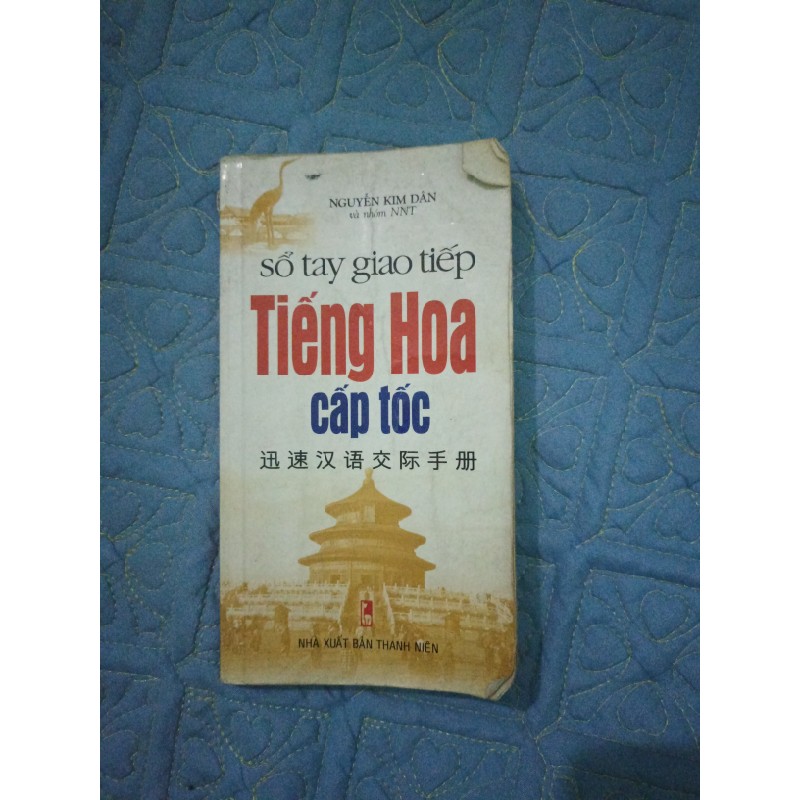 NGUYỄN KIM DÂN
và nhóm NNT
sổ tay giao tiếp
Tiếng Hoa
cấp tốc
迅速汉语交际手册
NHÀ XUẤT BẢN THANH NIÊN